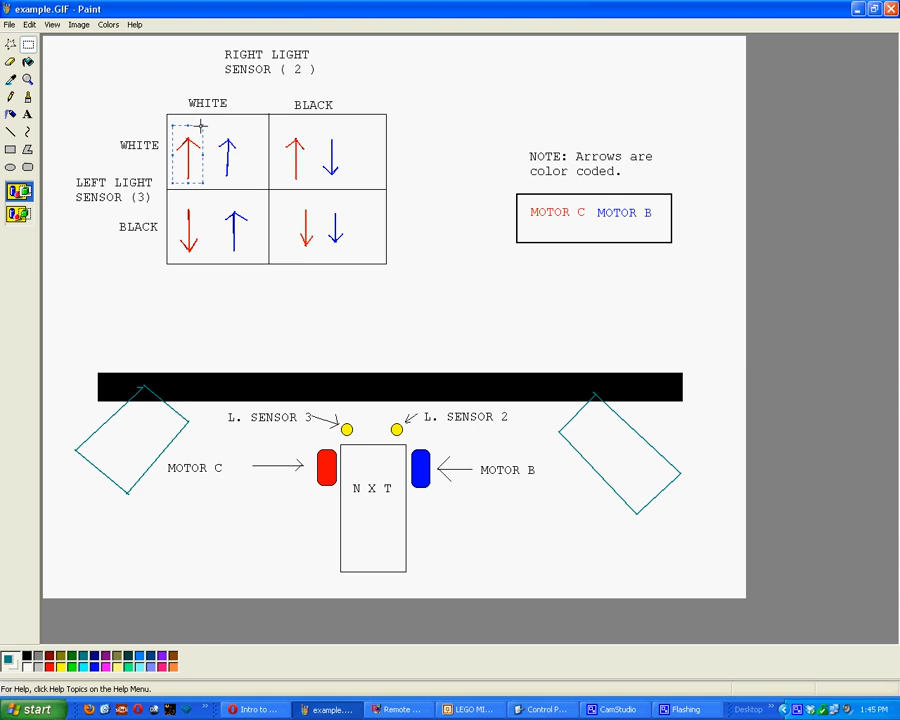 example.GIF - Paint
File Edit View Image Colors Help
RIGHT LIGHT
SENSOR ( 2 )
WHITE BLACK
WHITE
LEFT LIGHT
SENSOR (3)
BLACK
NOTE: Arrows are
color coded.
MOTOR C MOTOR B
L. SENSOR 3 L. SENSOR 2
MOTOR C MOTOR B
N X T
For Help, click Help Topics on the Help Menu.
start Intro to ... example.... Remote ... LEGO MI... Control P... CamStudio Flashing Desktop 1:45 PM